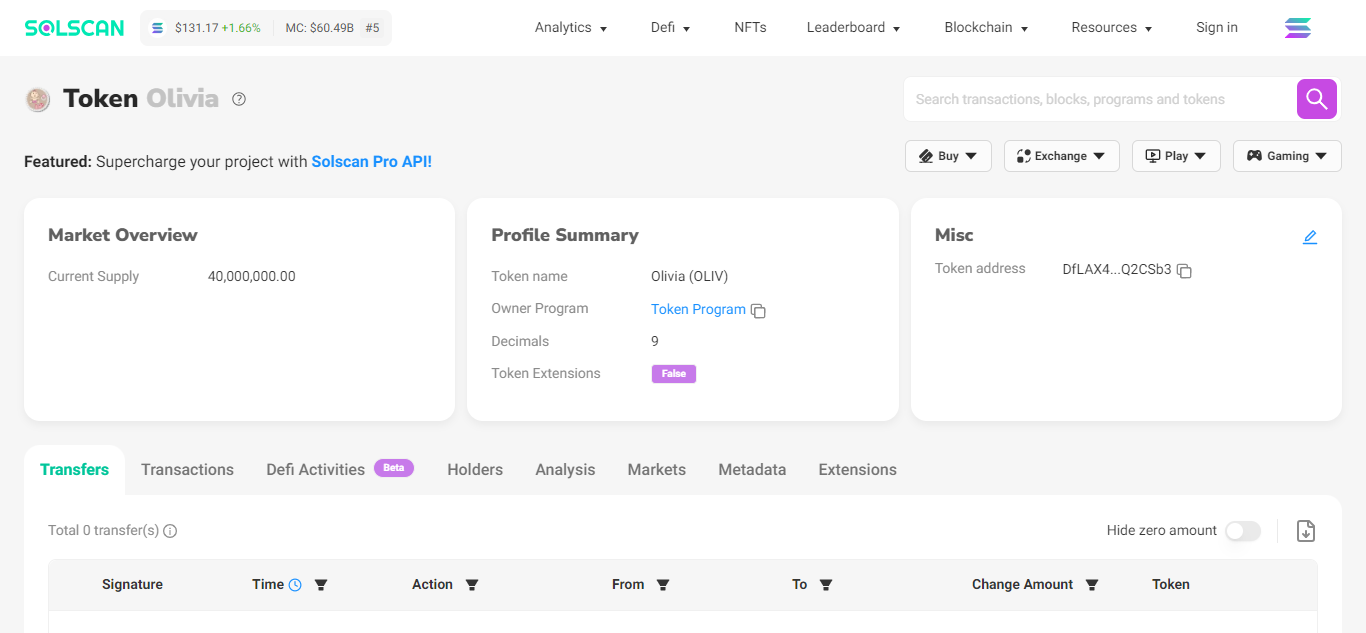 SOLSCAN $131.17 +1.66% MC: $60.49B #5 Analytics Defi NFTs Leaderboard Blockchain Resources Sign in
Token Olivia
Search transactions, blocks, programs and tokens
Featured: Supercharge your project with Solscan Pro API!
Buy Exchange Play Gaming
Market Overview
Current Supply 40,000,000.00
Profile Summary
Token name Olivia (OLIV)
Owner Program Token Program
Decimals 9
Token Extensions False
Misc
Token address DfLAX4...Q2CSb3
Transfers Transactions Defi Activities Beta Holders Analysis Markets Metadata Extensions
Total 0 transfer(s) Hide zero amount
Signature Time Action From To Change Amount Token